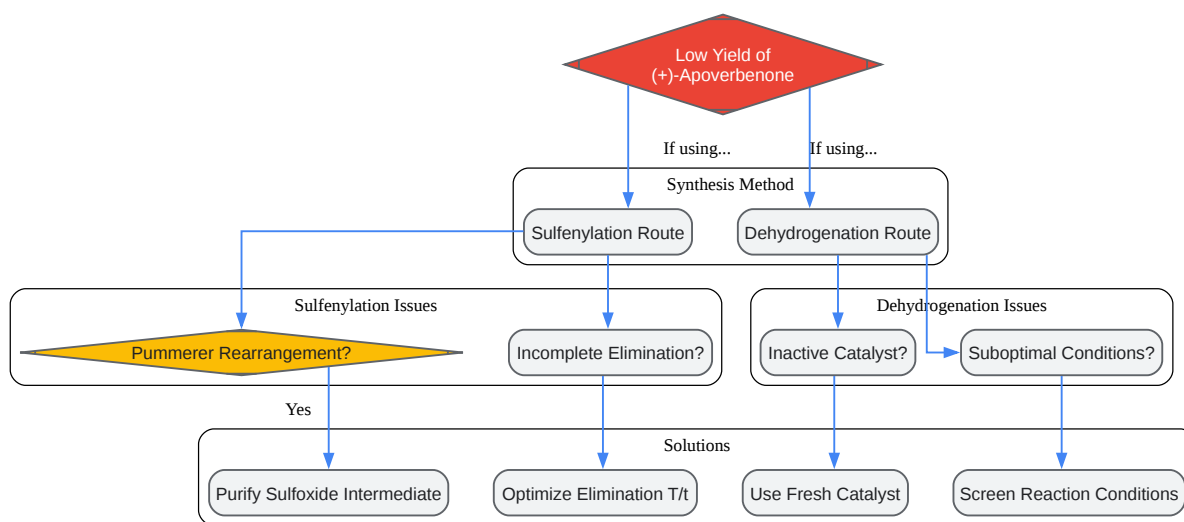 Low Yield of
(+)-Apoverbenone
If using...
If using...
Synthesis Method
Sulfenylation Route
Dehydrogenation Route
Sulfenylation Issues
Dehydrogenation Issues
Pummerer Rearrangement?
Incomplete Elimination?
Inactive Catalyst?
Suboptimal Conditions?
Yes
Solutions
Purify Sulfoxide Intermediate
Optimize Elimination T/t
Use Fresh Catalyst
Screen Reaction Conditions